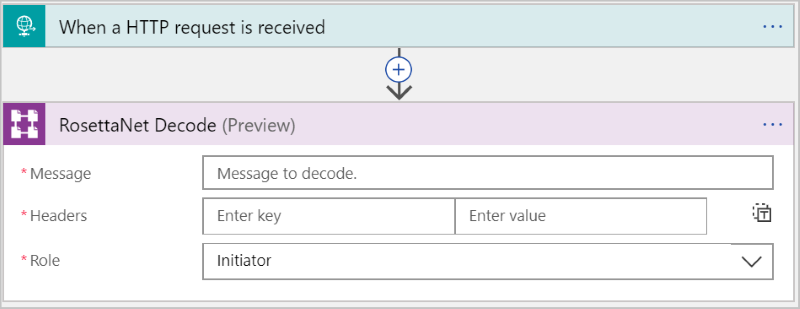 When a HTTP request is received
RosettaNet Decode (Preview)
* Message Message to decode.
* Headers Enter key Enter value
* Role Initiator